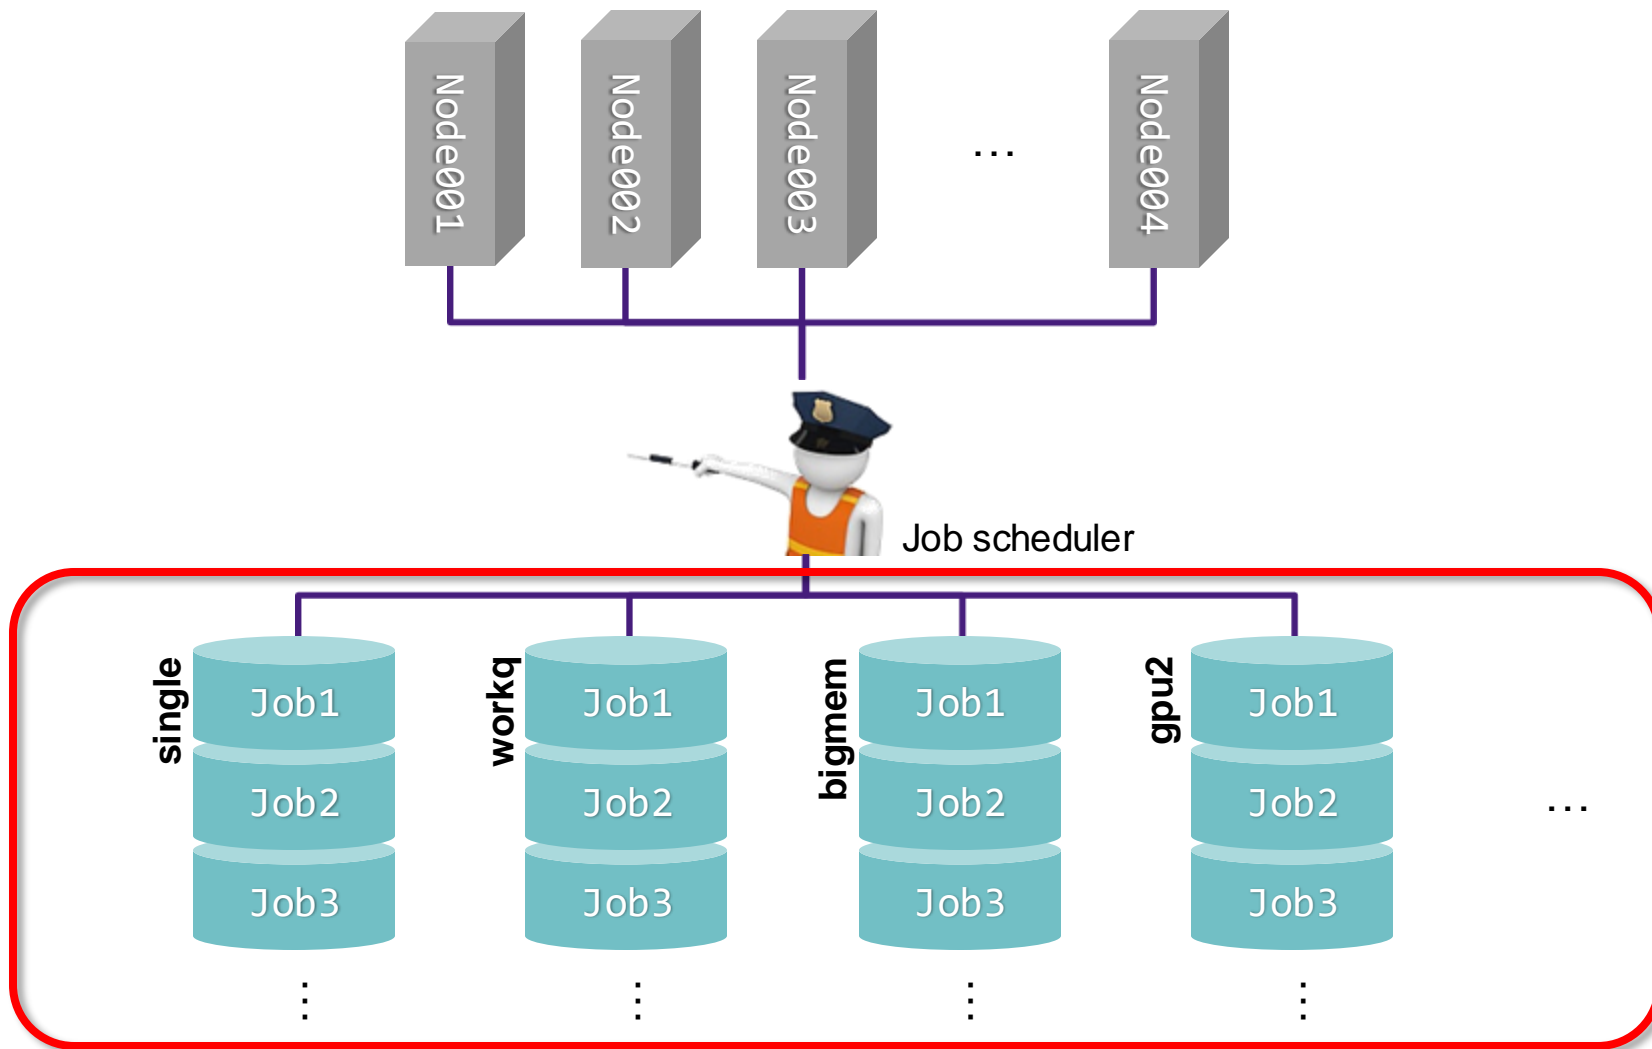 Node001
Node002
Node003
...
Node004
Job scheduler
single
Job1
Job2
Job3
...
workq
Job1
Job2
Job3
...
bigmem
Job1
Job2
Job3
...
gpu2
Job1
Job2
Job3
...
...